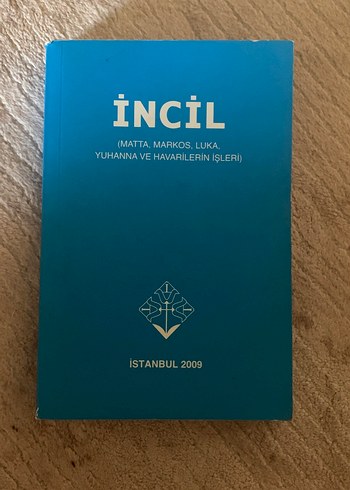 İNCİL
(MATTA, MARKOS, LUKA,
YUHANNA VE HAVARİLERİN İŞLERİ)
İSTANBUL 2009